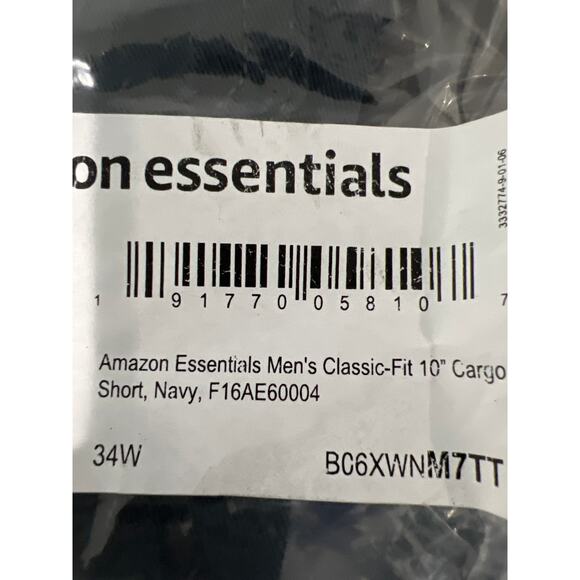 on essentials
3332774-9-01-06
1 91770 05810 7
Amazon Essentials Men's Classic-Fit 10" Cargo
Short, Navy, F16AE60004
34W
BC6XWNM7TT